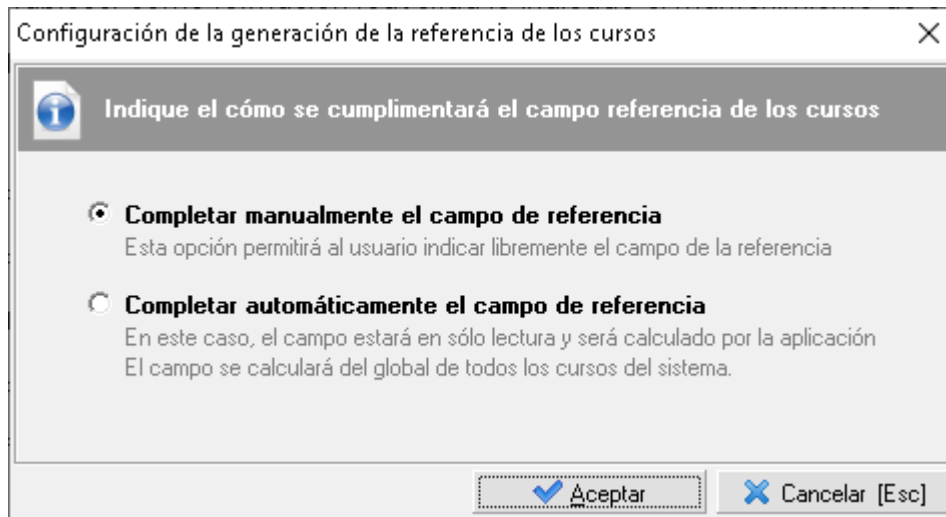 Configuración de la generación de la referencia de los cursos
Indique el cómo se cumplimentará el campo referencia de los cursos
Completar manualmente el campo de referencia
Esta opción permitirá al usuario indicar libremente el campo de la referencia
Completar automáticamente el campo de referencia
En este caso, el campo estará en sólo lectura y será calculado por la aplicación
El campo se calculará del global de todos los cursos del sistema.
Aceptar
Cancelar [Esc]